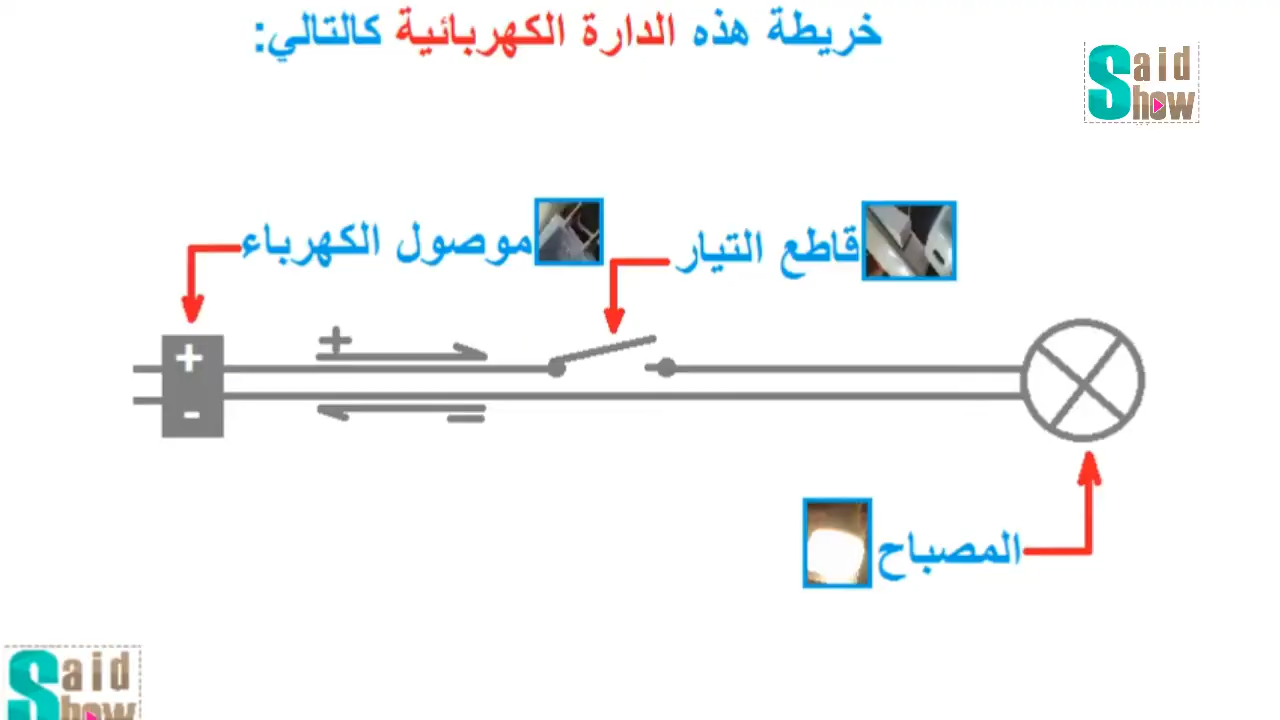 خريطة هذه الدارة الكهربائية كالتالي:
Said
Show
قاطع التيار
موصول الكهرباء
+
+
-
=
المصباح
Said
Show